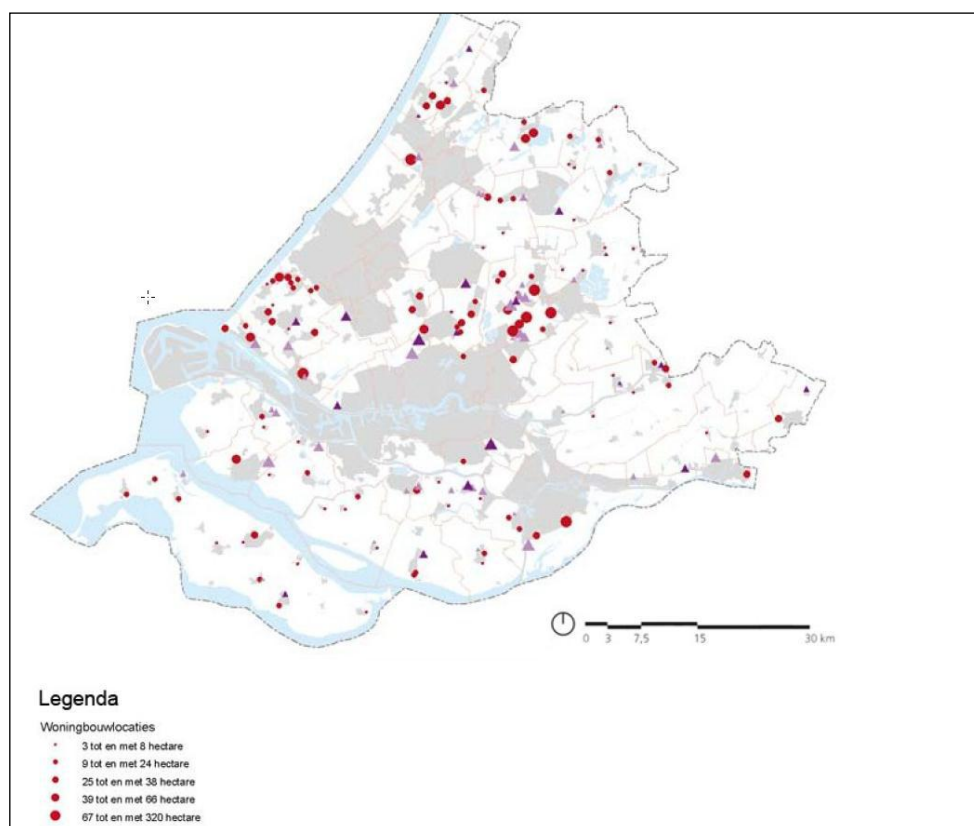 0 3 7,5 15 30 km
Legenda
Woningbouwlocaties
3 tot en met 8 hectare
9 tot en met 24 hectare
25 tot en met 38 hectare
39 tot en met 66 hectare
67 tot en met 320 hectare